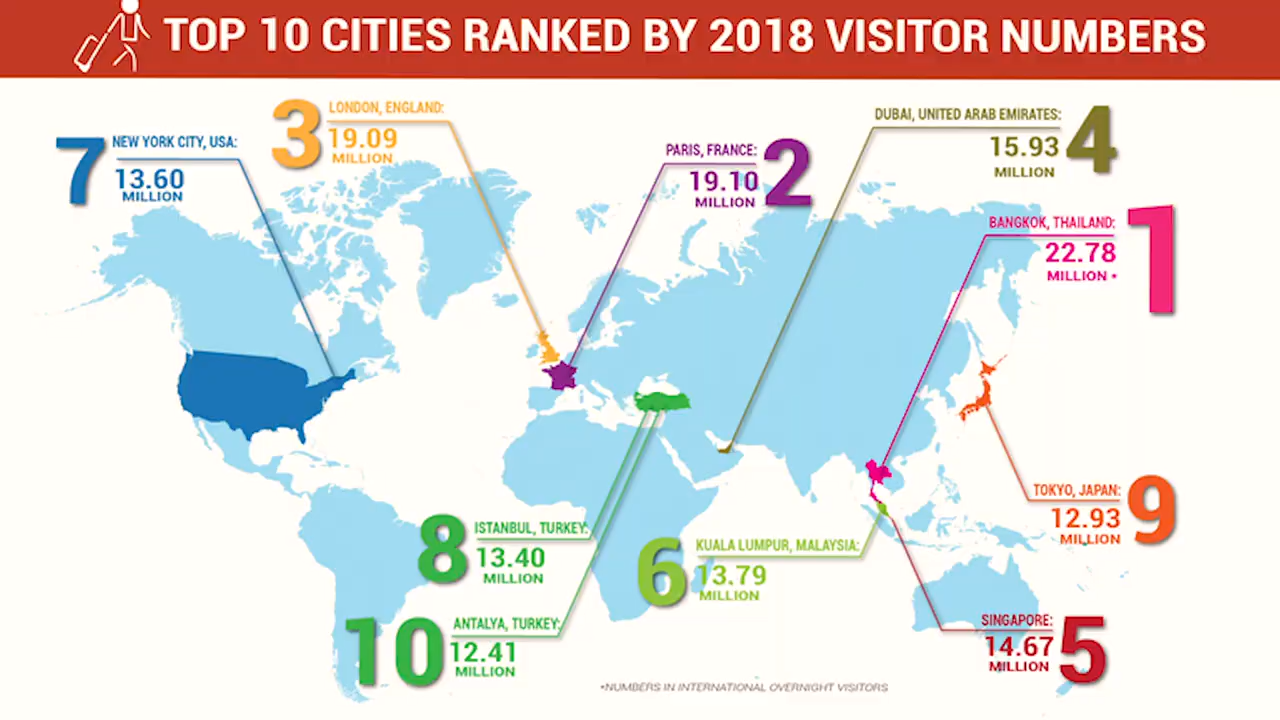 TOP 10 CITIES RANKED BY 2018 VISITOR NUMBERS
7
NEW YORK CITY, USA:
13.60
MILLION
3
LONDON, ENGLAND:
19.09
MILLION
PARIS, FRANCE:
19.10
MILLION
2
DUBAI, UNITED ARAB EMIRATES:
15.93
MILLION
4
BANGKOK, THAILAND:
22.78
MILLION *
1
8
ISTANBUL, TURKEY:
13.40
MILLION
6
KUALA LUMPUR, MALAYSIA:
13.79
MILLION
TOKYO, JAPAN:
12.93
MILLION
9
10
ANTALYA, TURKEY:
12.41
MILLION
SINGAPORE:
14.67
MILLION
5
*NUMBERS IN INTERNATIONAL OVERNIGHT VISITORS